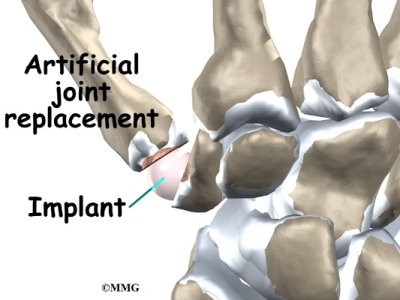 Artificial
joint
replacement
Implant
©MMG